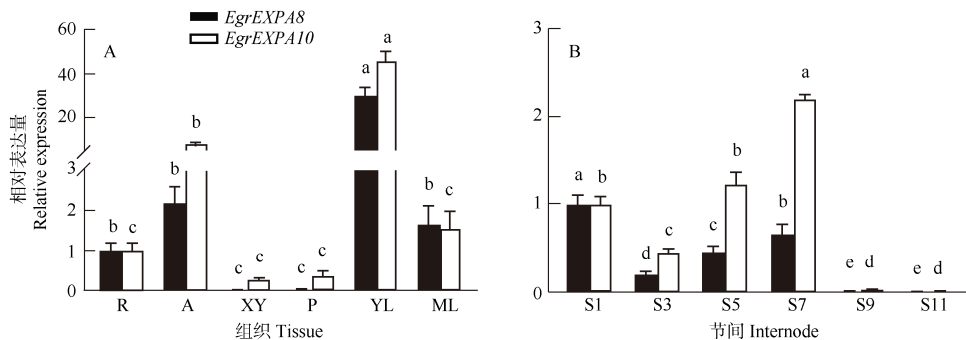 相对表达量
Relative expression
A
EgrEXPA8
EgrEXPA10
60
40
20
3
2
1
0
b
c
b
b
c
c
c
c
a
a
b
c
R
A
XY
P
YL
ML
组织 Tissue
B
3
2
1
0
a
b
d
c
c
b
b
a
e
d
e
d
S1
S3
S5
S7
S9
S11
节间 Internode